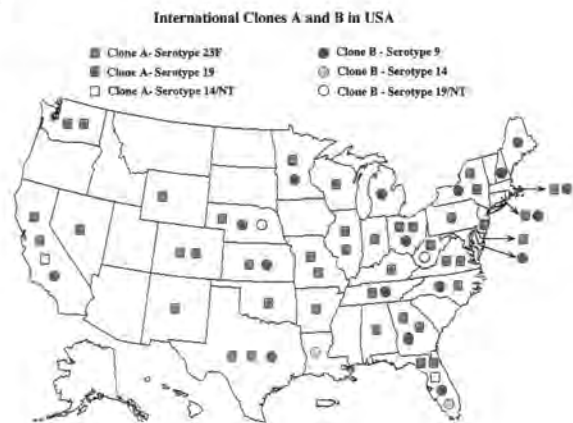 International Clones A and B in USA
Clone A- Serotype 23F
Clone A- Serotype 19
Clone A- Serotype 14/NT
Clone B - Serotype 9
Clone B - Serotype 14
Clone B - Serotype 19/NT